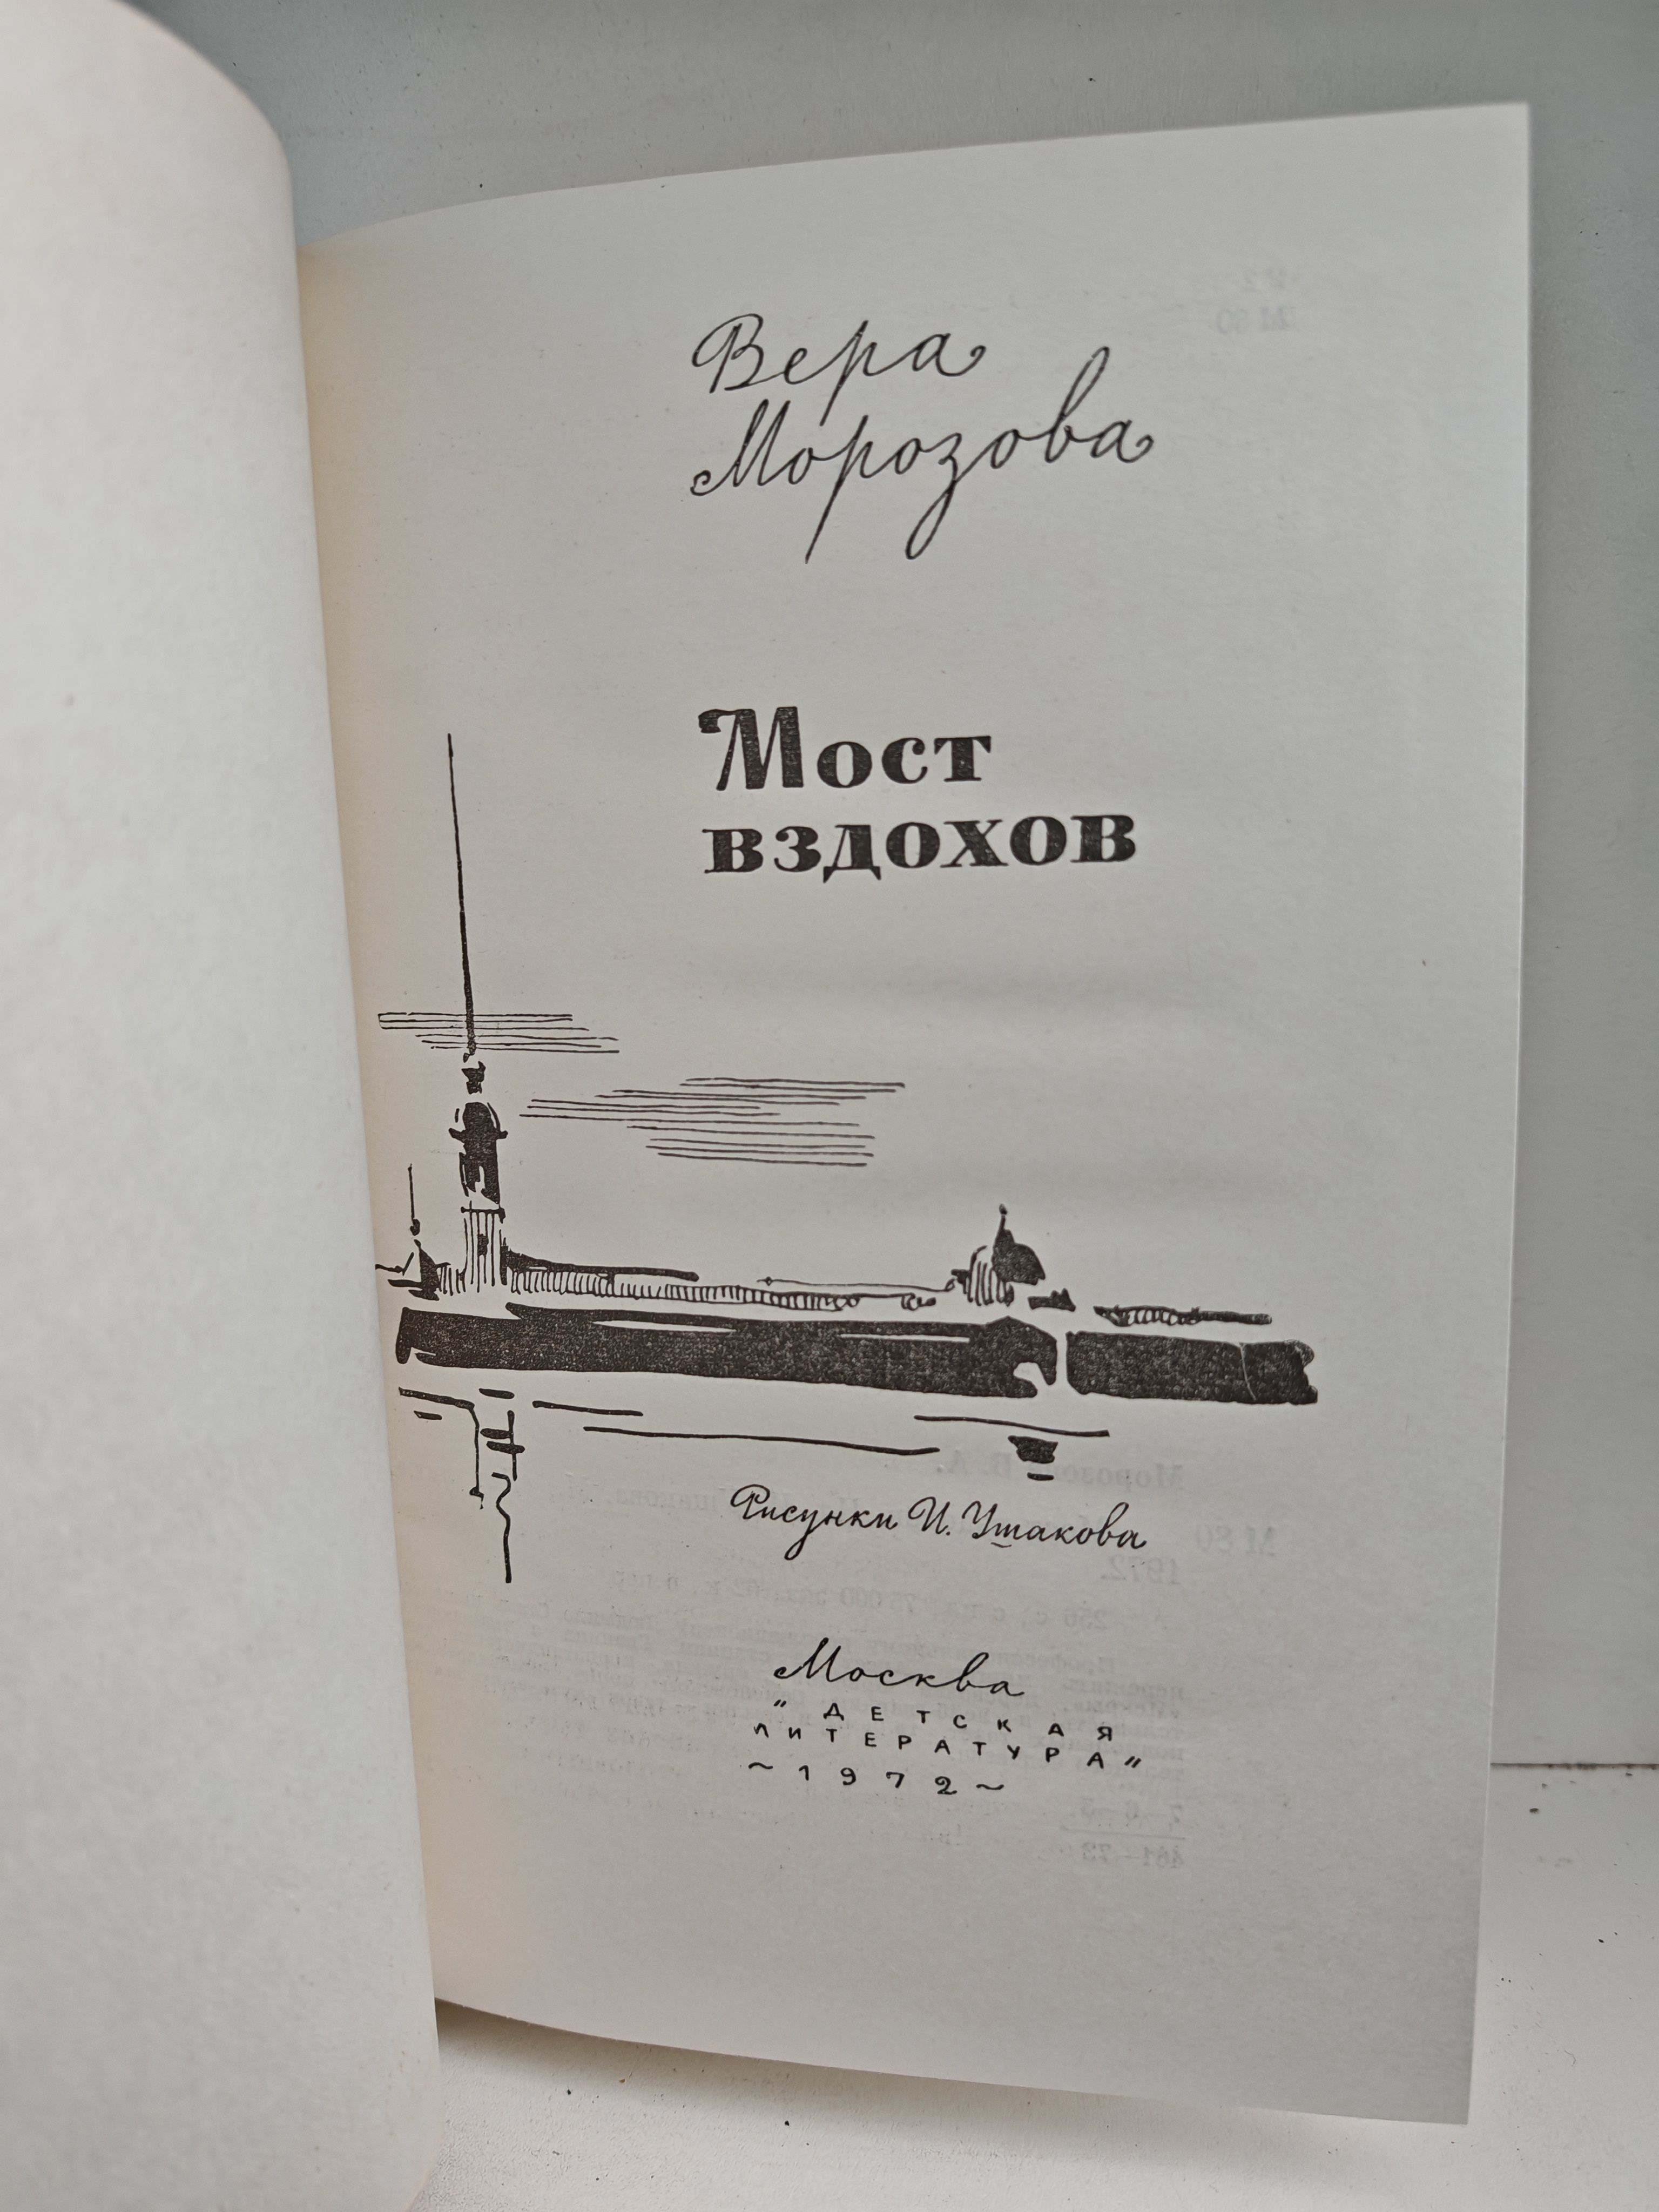 Вера
Морозова
Мост
вздохов
Рисунки И. Ушакова
Москва
"ДЕТСКАЯ
ЛИТЕРАТУРА"
~1972~